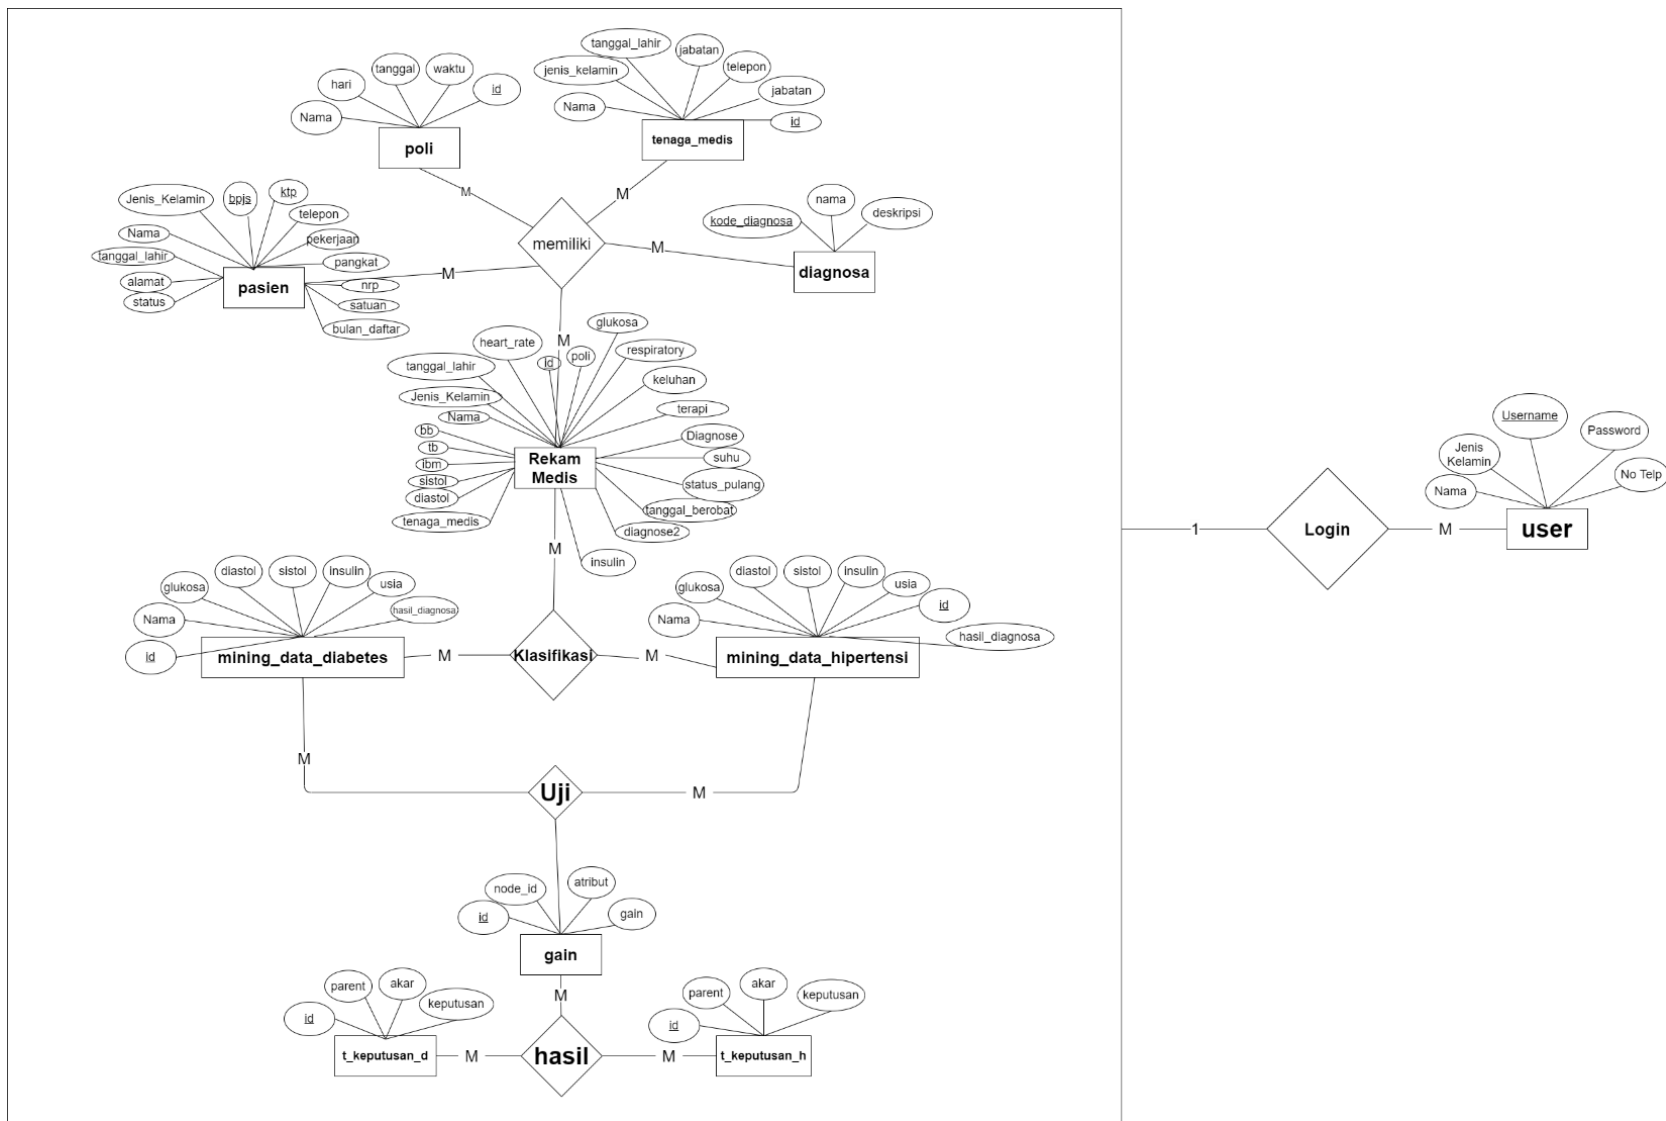 tanggal_lahir
jabatan
tanggal
waktu
telepon
jenis_kelamin
hari
id
jabatan
Nama
Nama
id
poli
tenaga_medis
M
M
Jenis_Kelamin
bpjs
ktp
nama
telepon
kode_diagnosa
deskripsi
Nama
pekerjaan
memiliki
M
tanggal_lahir
pangkat
M
diagnosa
alamat
pasien
nrp
status
satuan
bulan_daftar
glukosa
heart_rate
M
poli
respiratory
id
tanggal_lahir
keluhan
Jenis_Kelamin
terapi
Nama
bb
Diagnose
tb
Rekam
Medis
suhu
ibm
sistol
status_pulang
diastol
tanggal_berobat
tenaga_medis
diagnose2
M
insulin
Username
Password
Jenis
Kelamin
No Telp
Nama
1
Login
M
user
diastol
sistol
insulin
usia
glukosa
hasil_diagnosa
Nama
id
mining_data_diabetes
M
Klasifikasi
M
diastol
sistol
insulin
usia
glukosa
id
Nama
hasil_diagnosa
mining_data_hipertensi
M
Uji
M
node_id
atribut
id
gain
gain
M
parent
akar
keputusan
id
t_keputusan_d
M
hasil
M
parent
akar
keputusan
id
t_keputusan_h